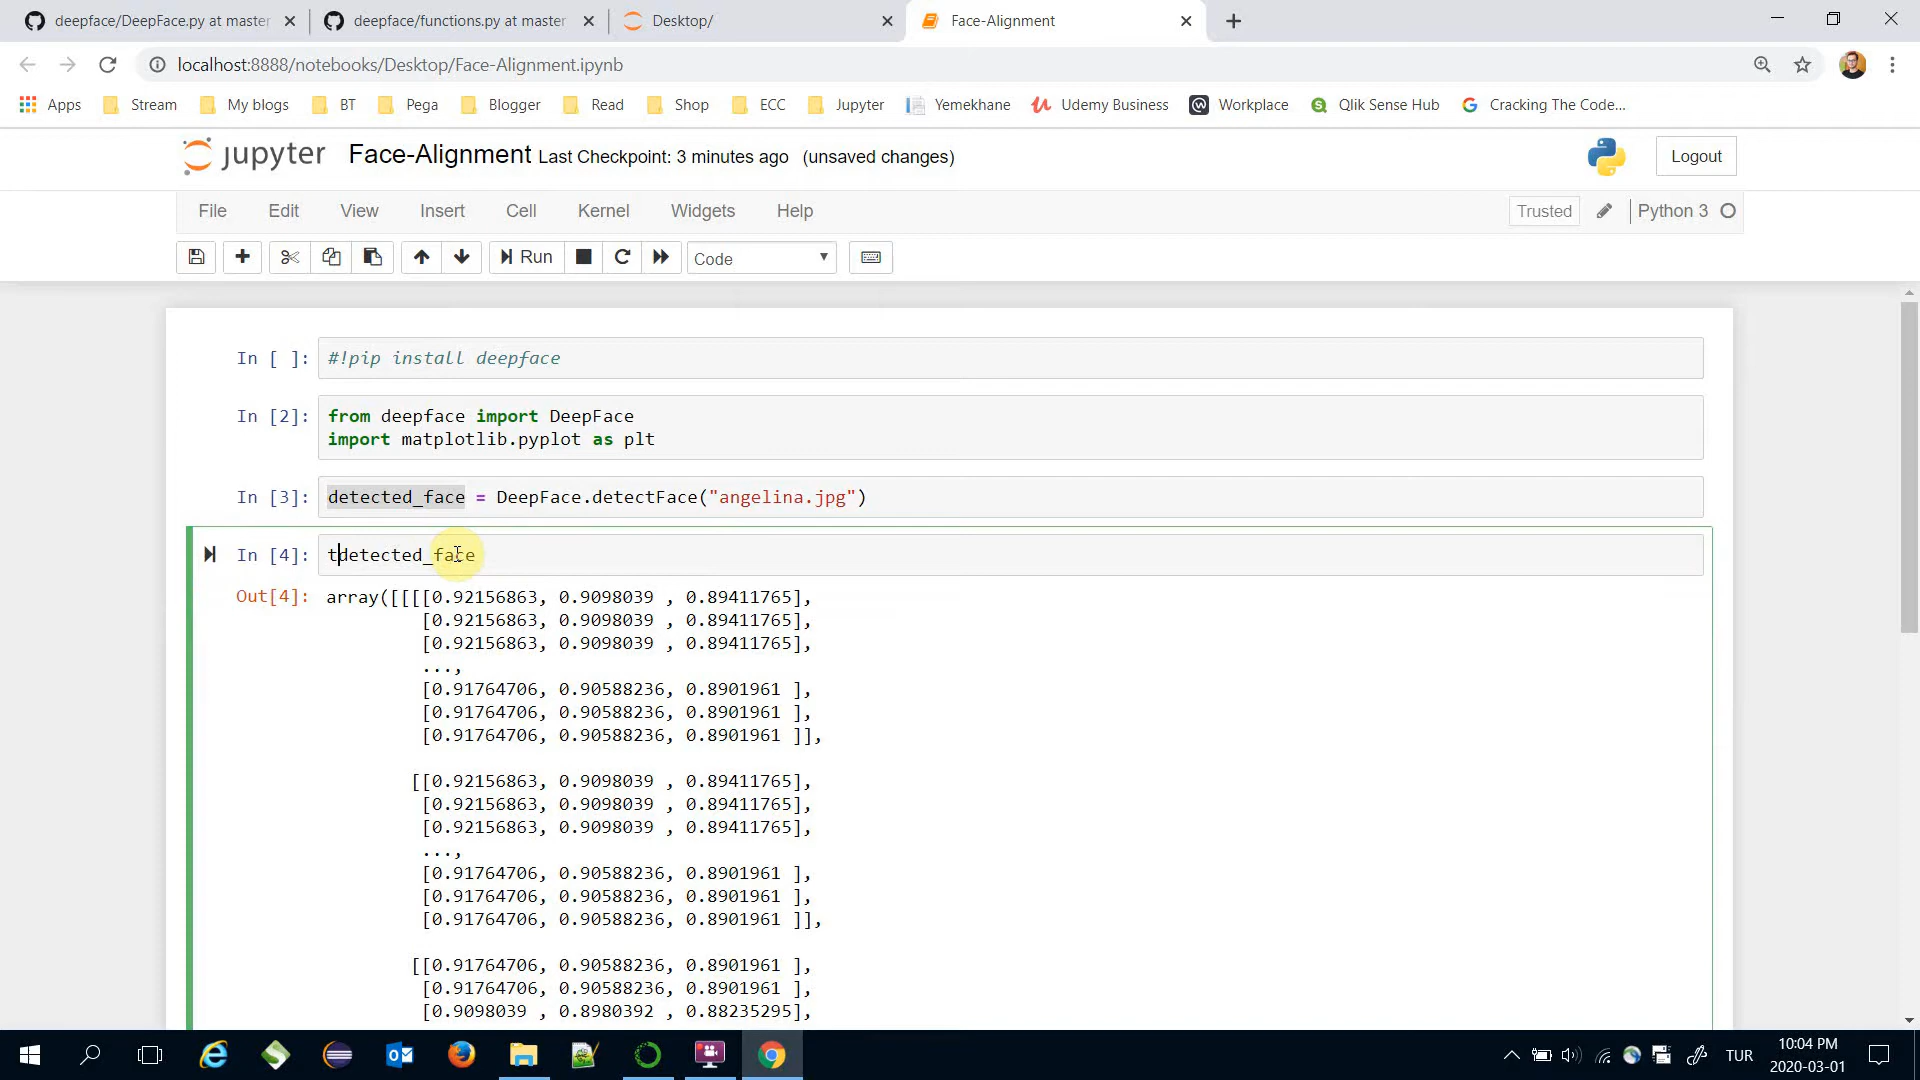 deepface/DeepFace.py at master
deepface/functions.py at master
Desktop/
Face-Alignment
localhost:8888/notebooks/Desktop/Face-Alignment.ipynb
Apps Stream My blogs BT Pega Blogger Read Shop ECC Jupyter Yemekhane Udemy Business Workplace Qlik Sense Hub Cracking The Code...
jupyter Face-Alignment Last Checkpoint: 3 minutes ago (unsaved changes) Logout
File Edit View Insert Cell Kernel Widgets Help Trusted Python 3
Run Code
In [ ]: #!pip install deepface
In [2]: from deepface import DeepFace
import matplotlib.pyplot as plt
In [3]: detected_face = DeepFace.detectFace("angelina.jpg")
In [4]: tdetected_face
Out[4]: array([[[[0.92156863, 0.9098039 , 0.89411765],
[0.92156863, 0.9098039 , 0.89411765],
[0.92156863, 0.9098039 , 0.89411765],
...,
[0.91764706, 0.90588236, 0.8901961 ],
[0.91764706, 0.90588236, 0.8901961 ],
[0.91764706, 0.90588236, 0.8901961 ]],
[[0.92156863, 0.9098039 , 0.89411765],
[0.92156863, 0.9098039 , 0.89411765],
[0.92156863, 0.9098039 , 0.89411765],
...,
[0.91764706, 0.90588236, 0.8901961 ],
[0.91764706, 0.90588236, 0.8901961 ],
[0.91764706, 0.90588236, 0.8901961 ]],
[[0.91764706, 0.90588236, 0.8901961 ],
[0.91764706, 0.90588236, 0.8901961 ],
[0.9098039 , 0.8980392 , 0.88235295],
TUR
10:04 PM
2020-03-01